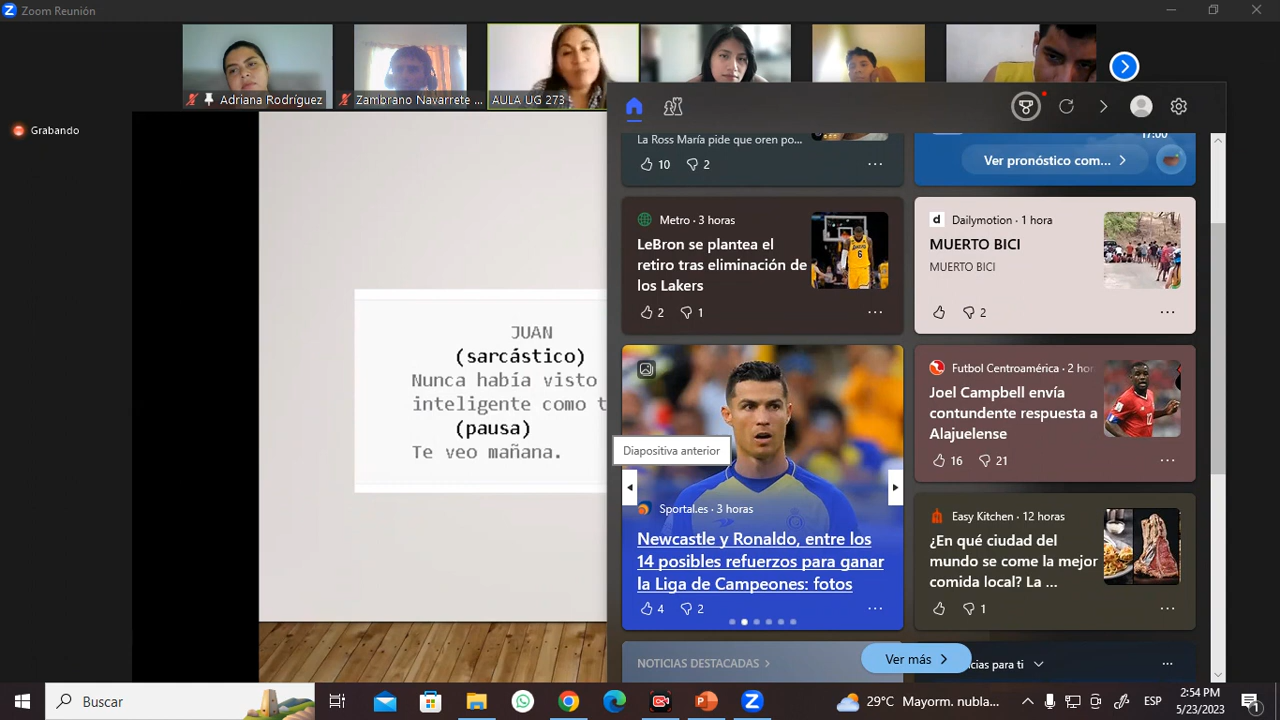 Zoom Reunión
Adriana Rodríguez
Zambrano Navarrete ...
AULA UG 273
Grabando
JUAN
(sarcástico)
Nunca había visto
inteligente como t
(pausa)
Te veo mañana.
La Ross María pide que oren po...
10 2
17:00
Ver pronóstico com...
Metro · 3 horas
LeBron se plantea el
retiro tras eliminación de
los Lakers
2 1
Dailymotion · 1 hora
MUERTO BICI
MUERTO BICI
2
Diapositiva anterior
Sportal.es · 3 horas
Newcastle y Ronaldo, entre los
14 posibles refuerzos para ganar
la Liga de Campeones: fotos
4 2
Futbol Centroamérica · 2 hor
Joel Campbell envía
contundente respuesta a
Alajuelense
16 21
Easy Kitchen · 12 horas
¿En qué ciudad del
mundo se come la mejor
comida local? La ...
1
NOTICIAS DESTACADAS
Ver más
cias para ti
Buscar
29°C Mayorm. nubla...
ESP
2:54 PM
5/23/2023